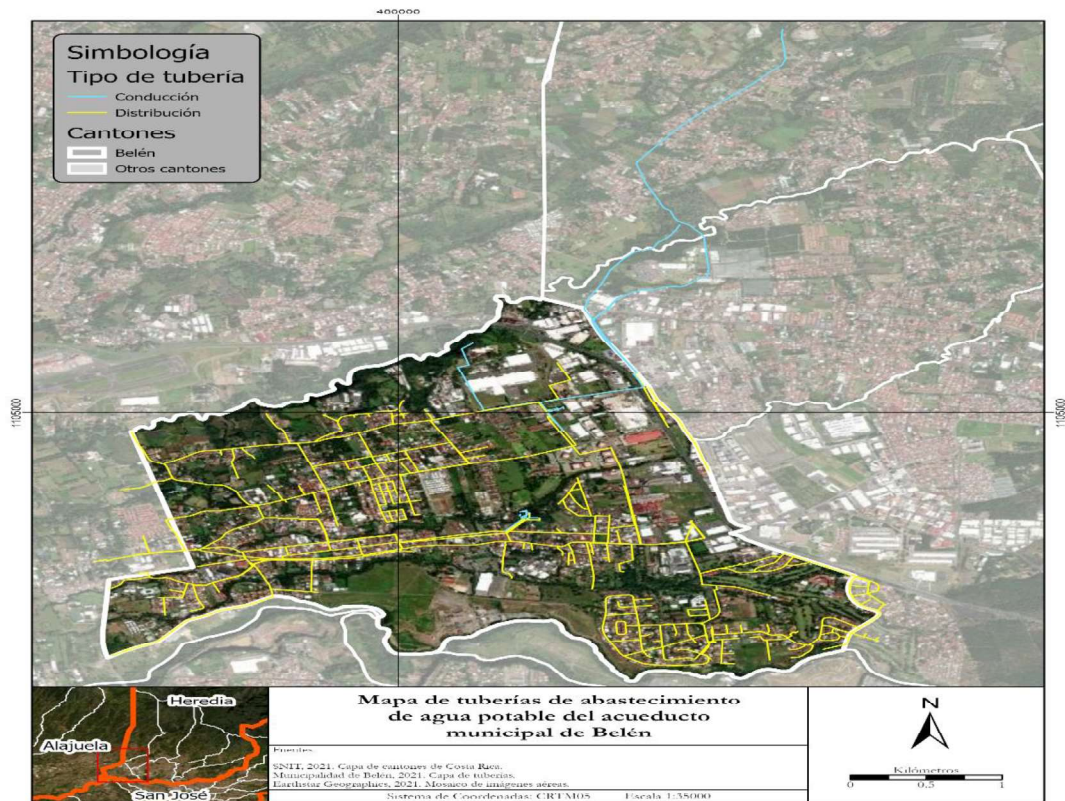 460000
Simbología
Tipo de tubería
Conducción
Distribución
Cantones
Belén
Otros cantones
1105000
1105000
Heredia
Alajuela
San José
Mapa de tuberías de abastecimiento
de agua potable del acueducto
municipal de Belén
Fuentes:
SNIT, 2021. Capa de cantones de Costa Rica.
Municipalidad de Belén, 2021. Capa de tuberías.
Earthstar Geographics, 2021. Mosaico de imágenes aéreas.
Sistema de Coordenadas: CRTM05 Escala 1:35000
N
Kilómetros
0 0.5 1